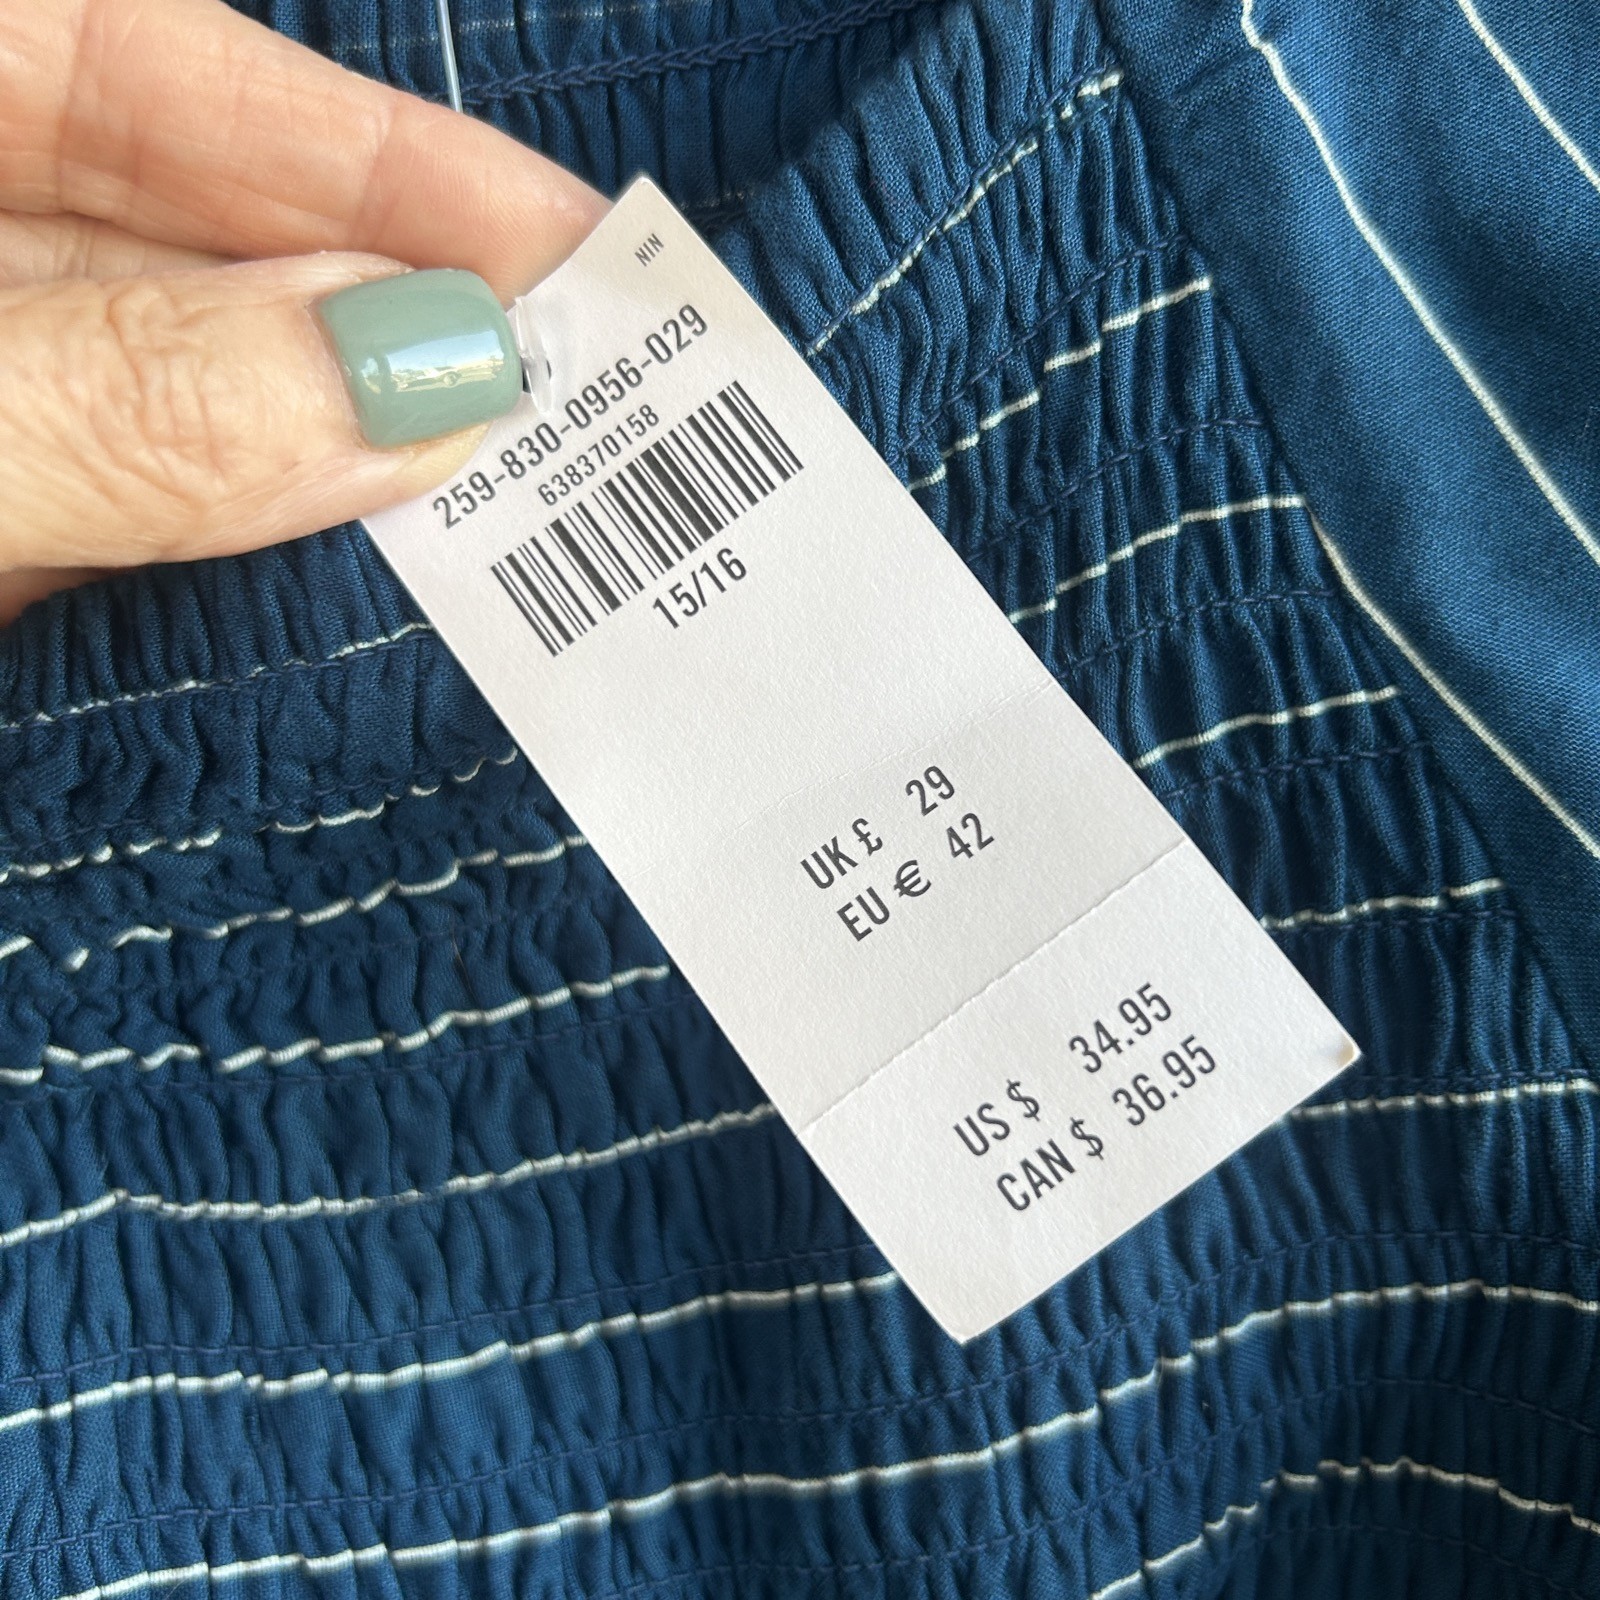 NIN
259-830-0956-029
638370158
15/16
UK £ 29
EU € 42
US $ 34.95
CAN $ 36.95